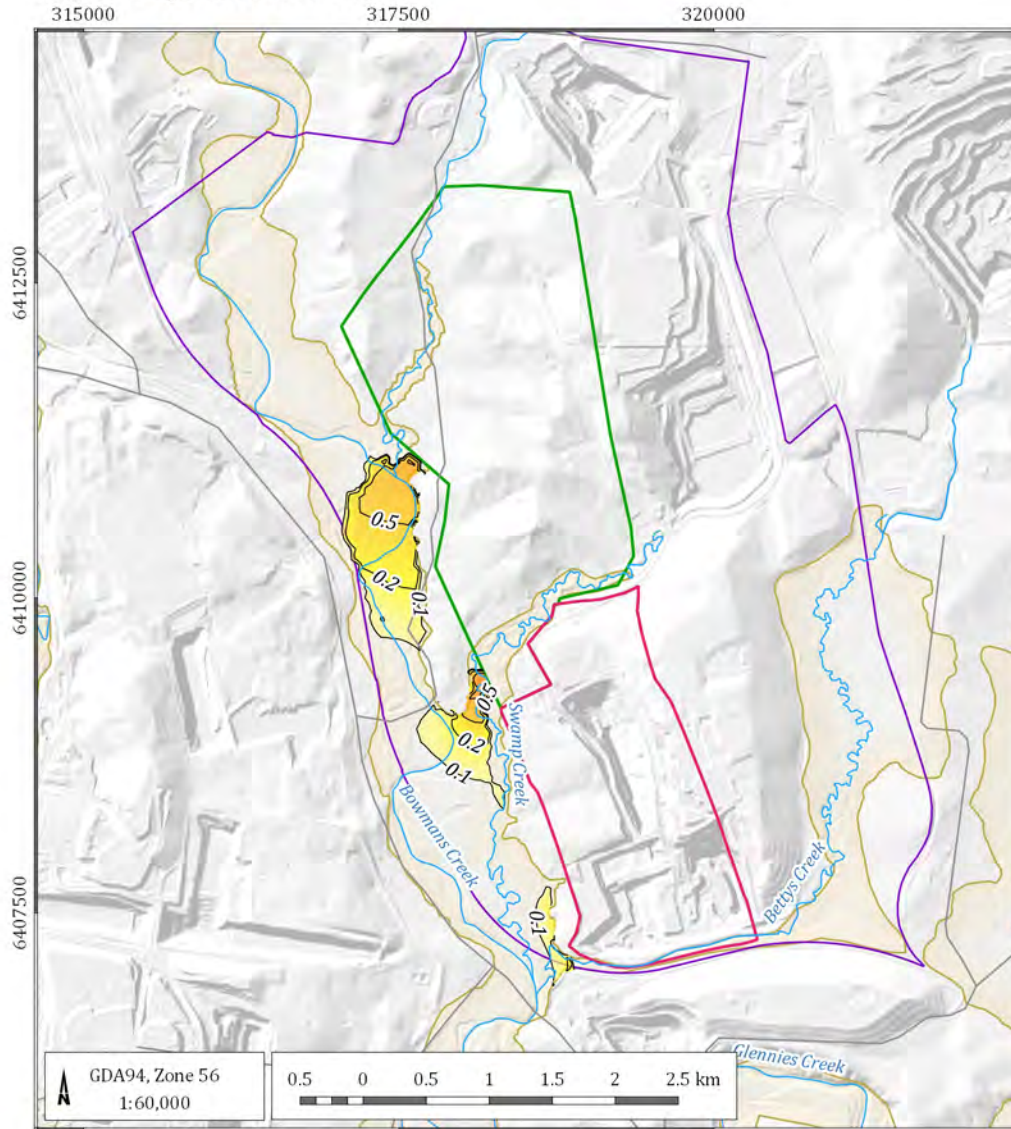 315000
317500
320000
6412500
6410000
6407500
0.5
0.2
0.1
0.5
0.2
0.1
Swamp Creek
Bowmans Creek
0.1
Bettys Creek
Glennies Creek
N
GDA94, Zone 56
1:60,000
0.5 0 0.5 1 1.5 2 2.5 km